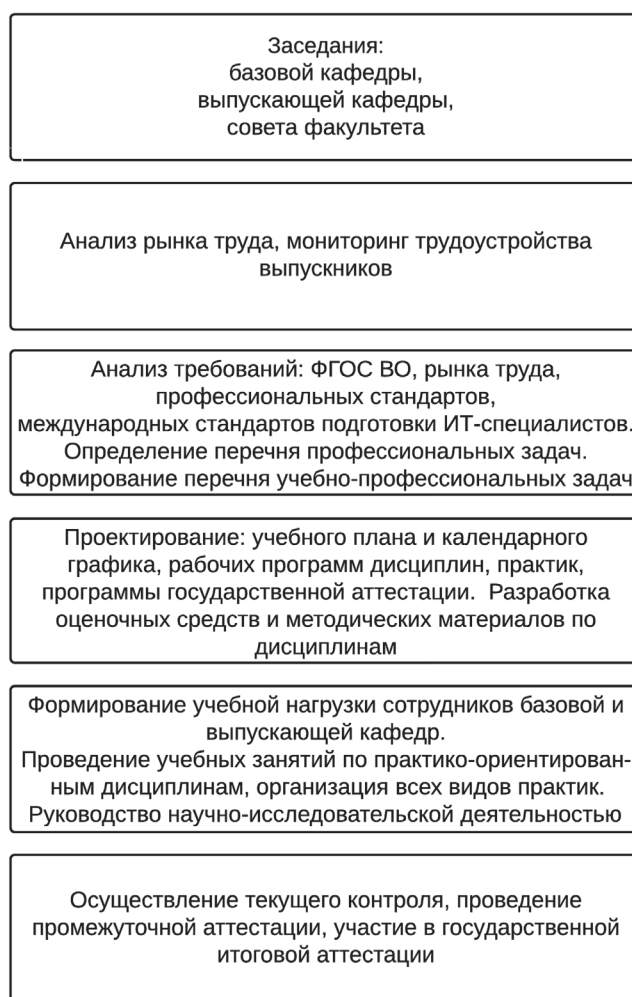 Заседания:
базовой кафедры,
выпускающей кафедры,
совета факультета
Анализ рынка труда, мониторинг трудоустройства
выпускников
Анализ требований: ФГОС ВО, рынка труда,
профессиональных стандартов,
международных стандартов подготовки ИТ-специалистов.
Определение перечня профессиональных задач.
Формирование перечня учебно-профессиональных задач
Проектирование: учебного плана и календарного
графика, рабочих программ дисциплин, практик,
программы государственной аттестации. Разработка
оценочных средств и методических материалов по
дисциплинам
Формирование учебной нагрузки сотрудников базовой и
выпускающей кафедр.
Проведение учебных занятий по практико-ориентирован-
ным дисциплинам, организация всех видов практик.
Руководство научно-исследовательской деятельностью
Осуществление текущего контроля, проведение
промежуточной аттестации, участие в государственной
итоговой аттестации